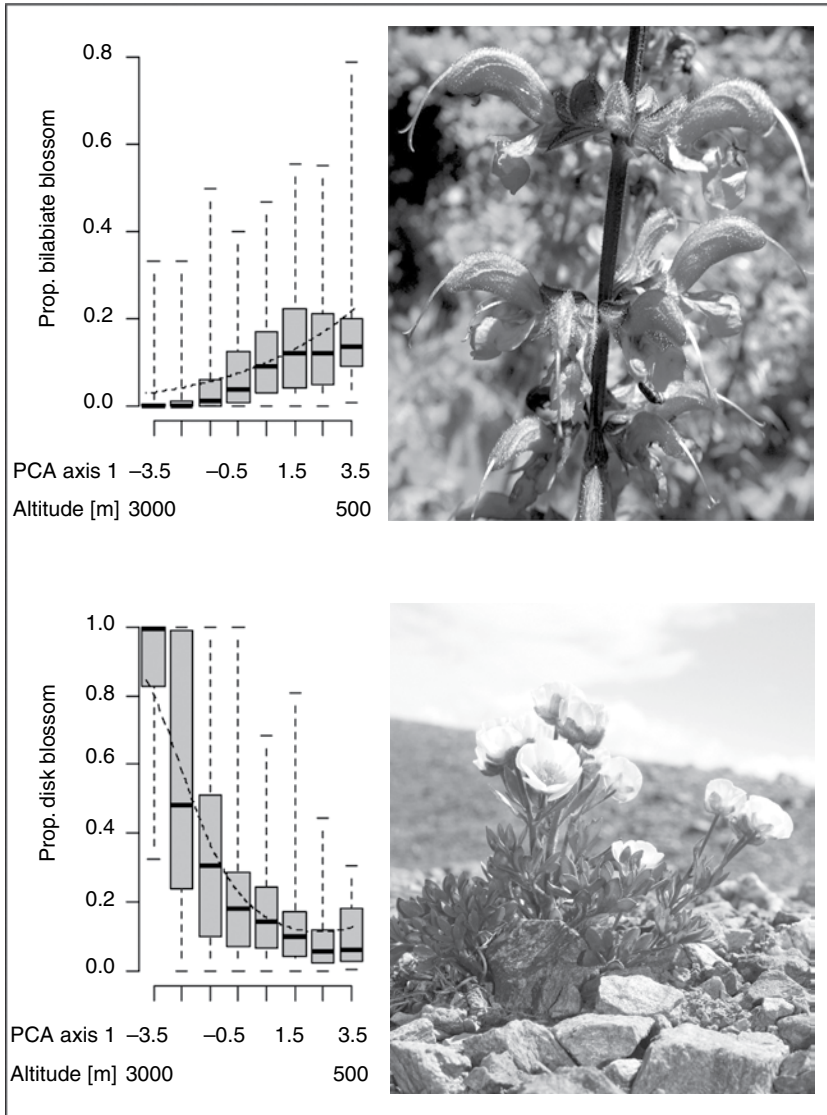 Prop. bilabiate blossom
0.8
0.6
0.4
0.2
0.0
PCA axis 1 –3.5 –0.5 1.5 3.5
Altitude [m] 3000 500
Prop. disk blossom
1.0
0.8
0.6
0.4
0.2
0.0
PCA axis 1 –3.5 –0.5 1.5 3.5
Altitude [m] 3000 500